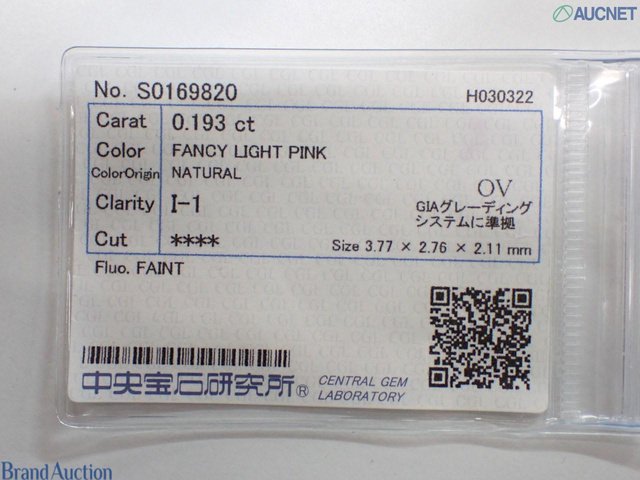 AUCNET
No. S0169820
H030322
Carat 0.193 ct
Color FANCY LIGHT PINK
ColorOrigin NATURAL
Clarity I-1
OV
GIAグレーディング
システムに準拠
Cut ****
Size 3.77 × 2.76 × 2.11 mm
Fluo. FAINT
中央宝石研究所®
CENTRAL GEM
LABORATORY
Brand Auction